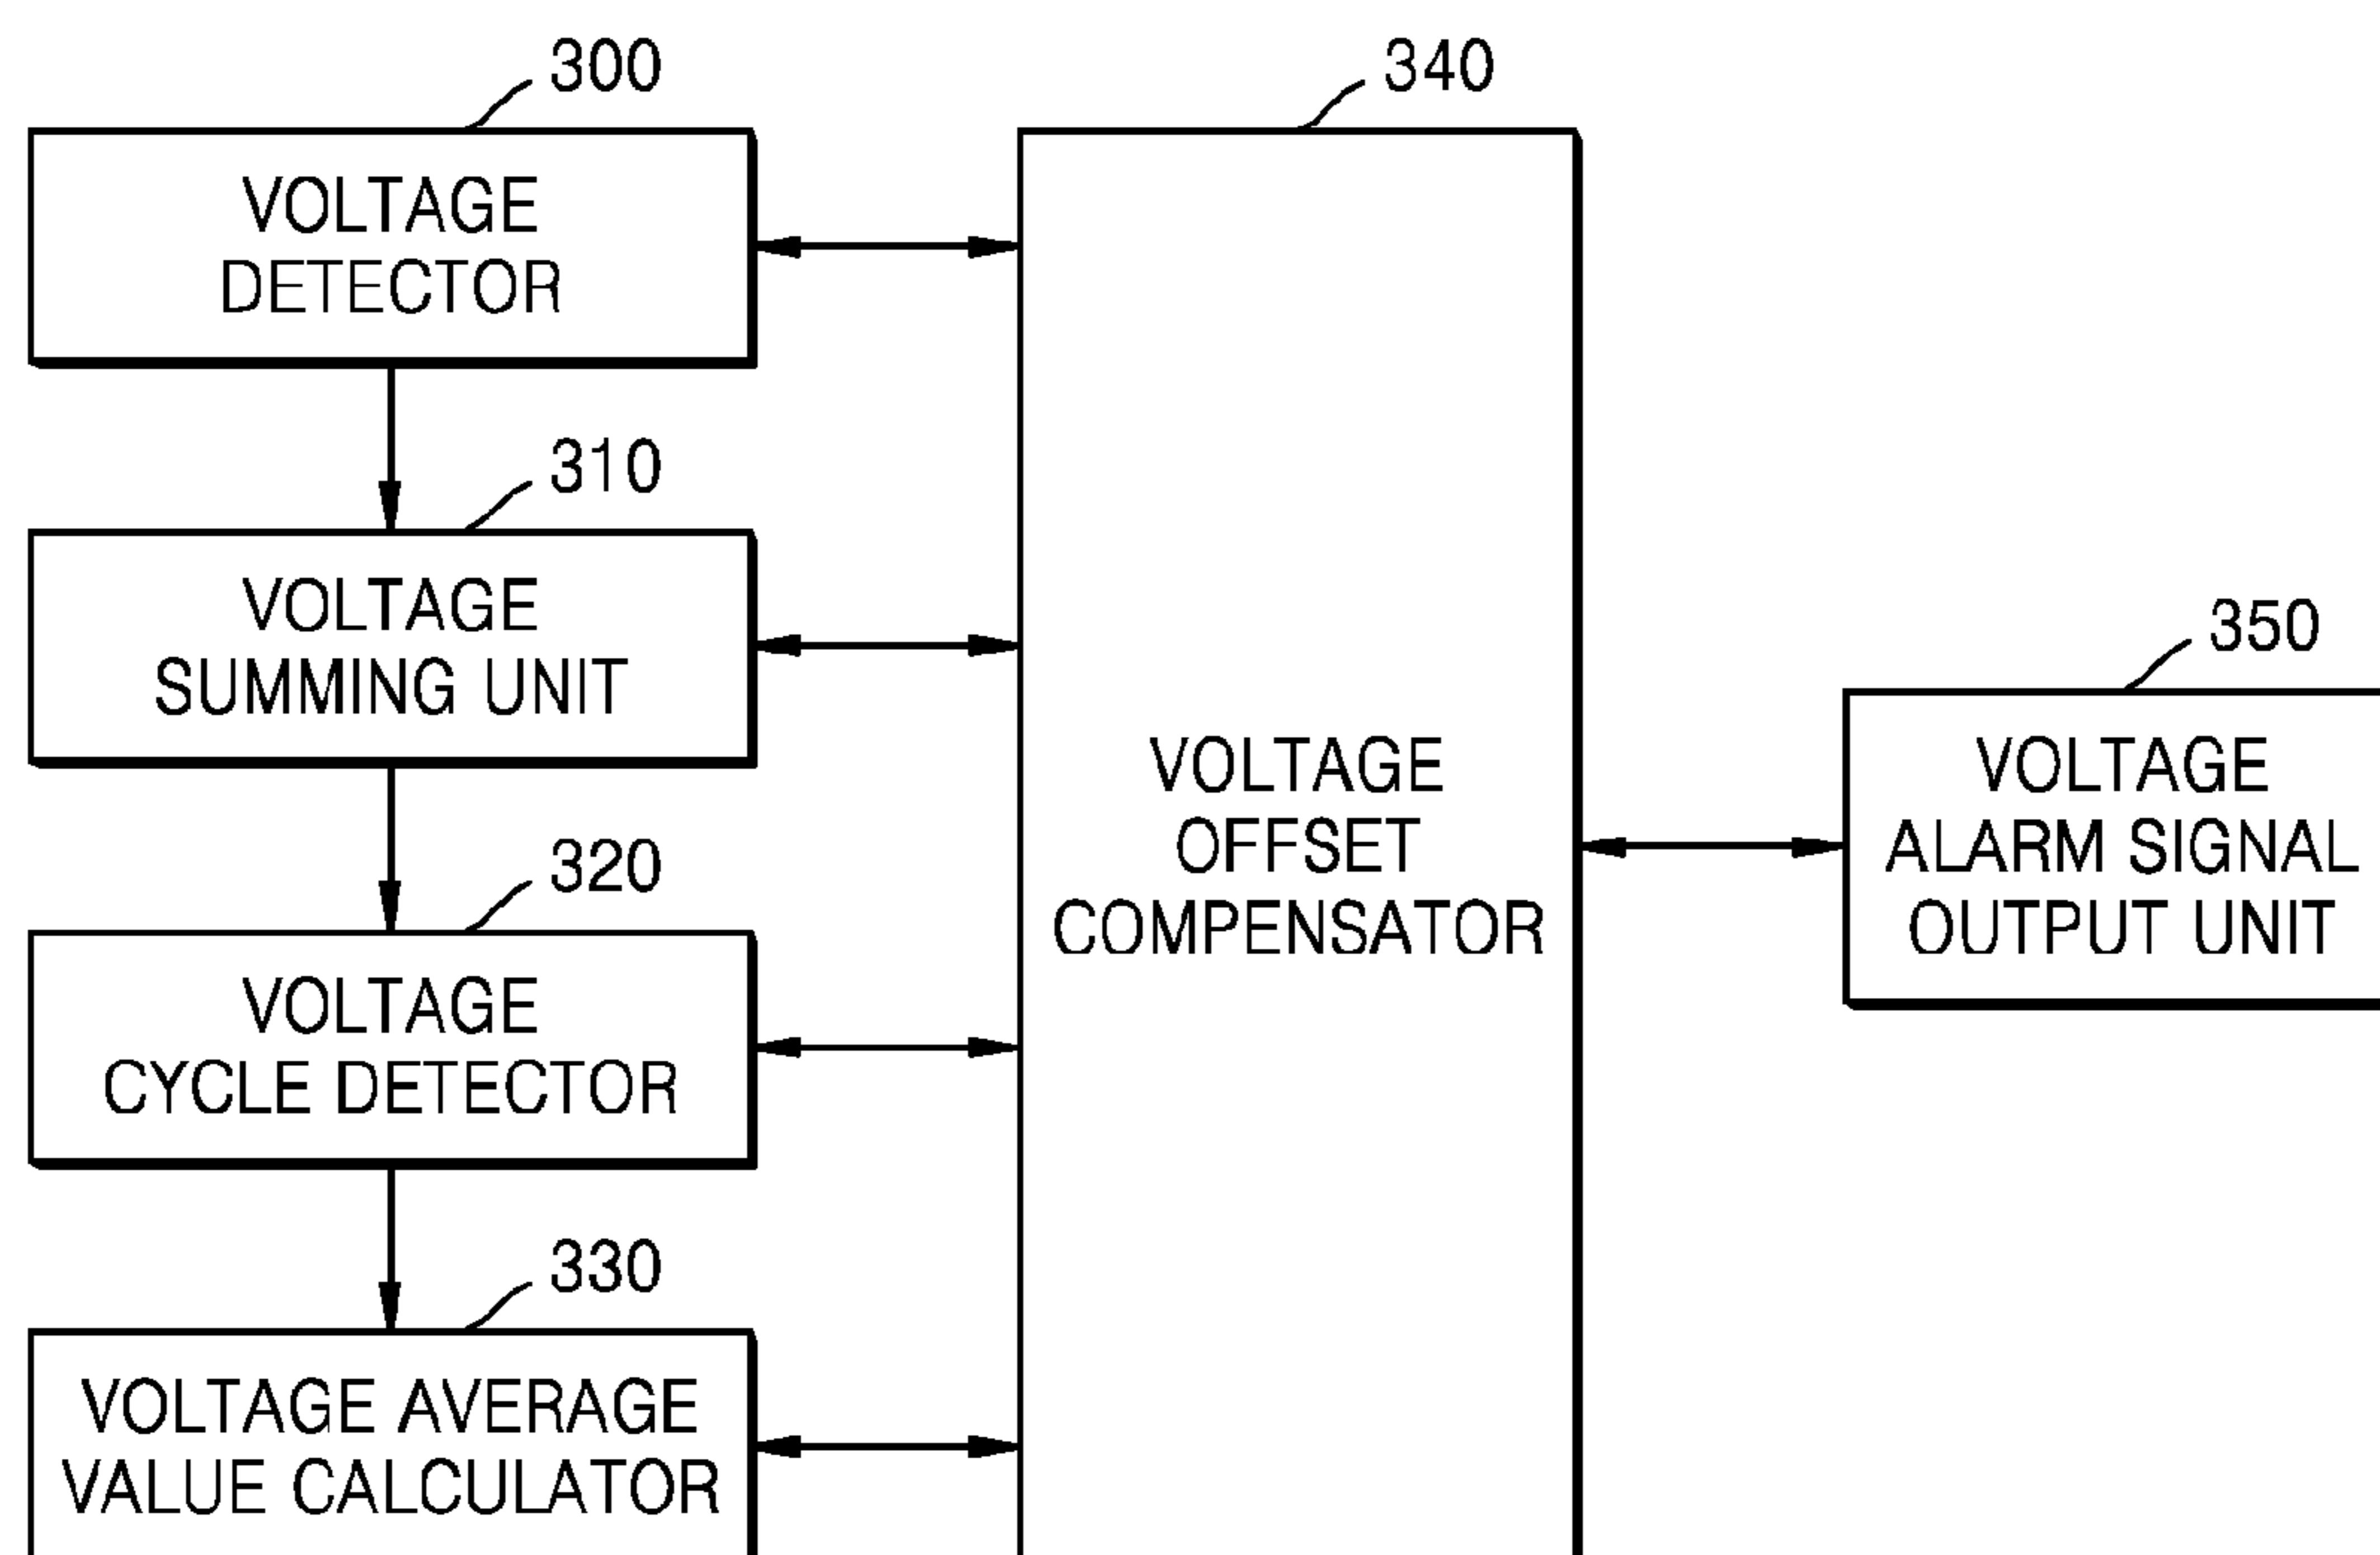 300
VOLTAGE
DETECTOR
310
VOLTAGE
SUMMING UNIT
320
VOLTAGE
CYCLE DETECTOR
330
VOLTAGE AVERAGE
VALUE CALCULATOR
340
VOLTAGE
OFFSET
COMPENSATOR
350
VOLTAGE
ALARM SIGNAL
OUTPUT UNIT